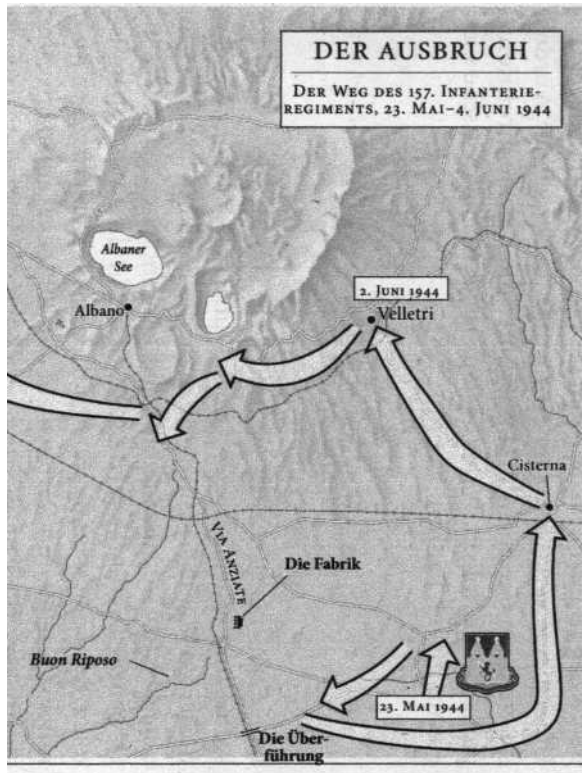 DER AUSBRUCH
DER WEG DES 157. INFANTERIE-
REGIMENTS, 23. MAI–4. JUNI 1944
Albaner
See
Albano
2. JUNI 1944
Velletri
Cisterna
VIA ANZIATE
Die Fabrik
Buon Riposo
23. MAI 1944
Die Über-
führung